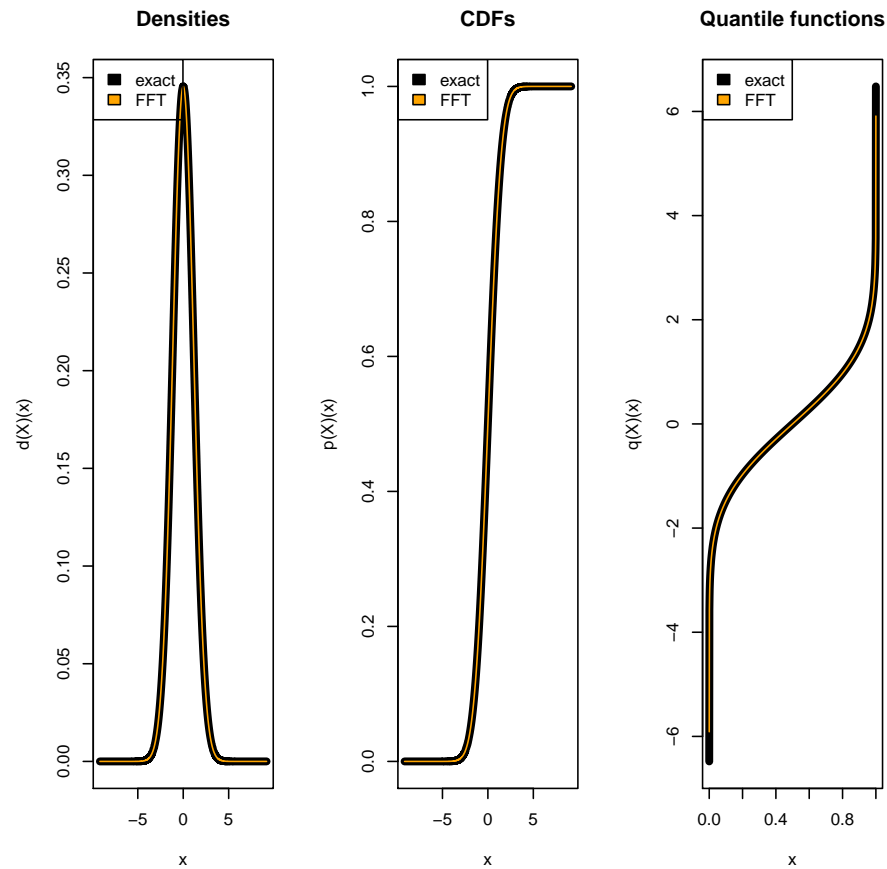 Densities
exact
FFT
0.35
0.30
0.25
0.20
0.15
0.10
0.05
0.00
d(X)(x)
−5 0 5
x
CDFs
exact
FFT
1.0
0.8
0.6
0.4
0.2
0.0
p(X)(x)
−5 0 5
x
Quantile functions
exact
FFT
6
4
2
0
−2
−4
−6
q(X)(x)
0.0 0.4 0.8
x